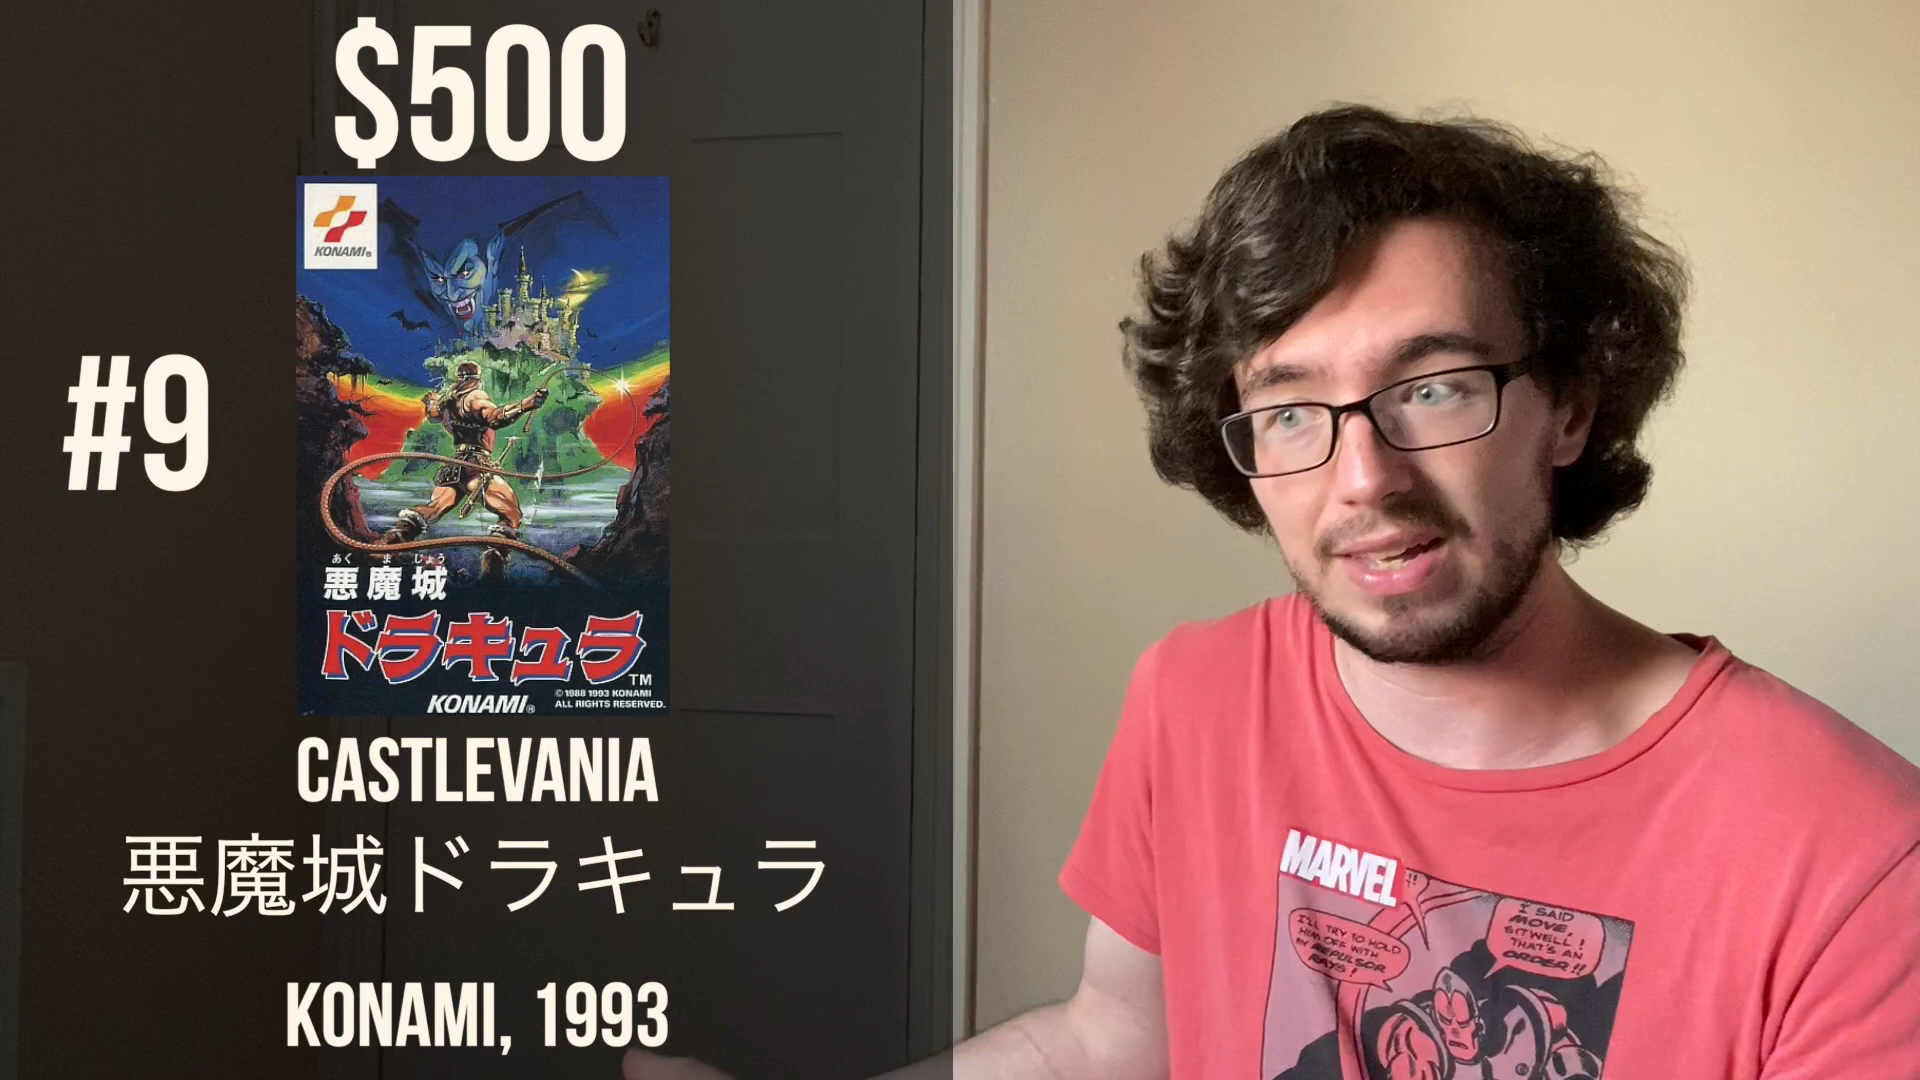 $500
#9
KONAMI®
あく ま じょう
悪魔城
ドラキュラ™
KONAMI®
© 1988 1993 KONAMI
ALL RIGHTS RESERVED.
CASTLEVANIA
悪魔城ドラキュラ
KONAMI, 1993
MARVEL
I'LL TRY TO HOLD
HIM OFF WITH
MY REPULSOR
RAYS!
I SAID
MOVE,
SITWELL!
THAT'S AN
ORDER!!